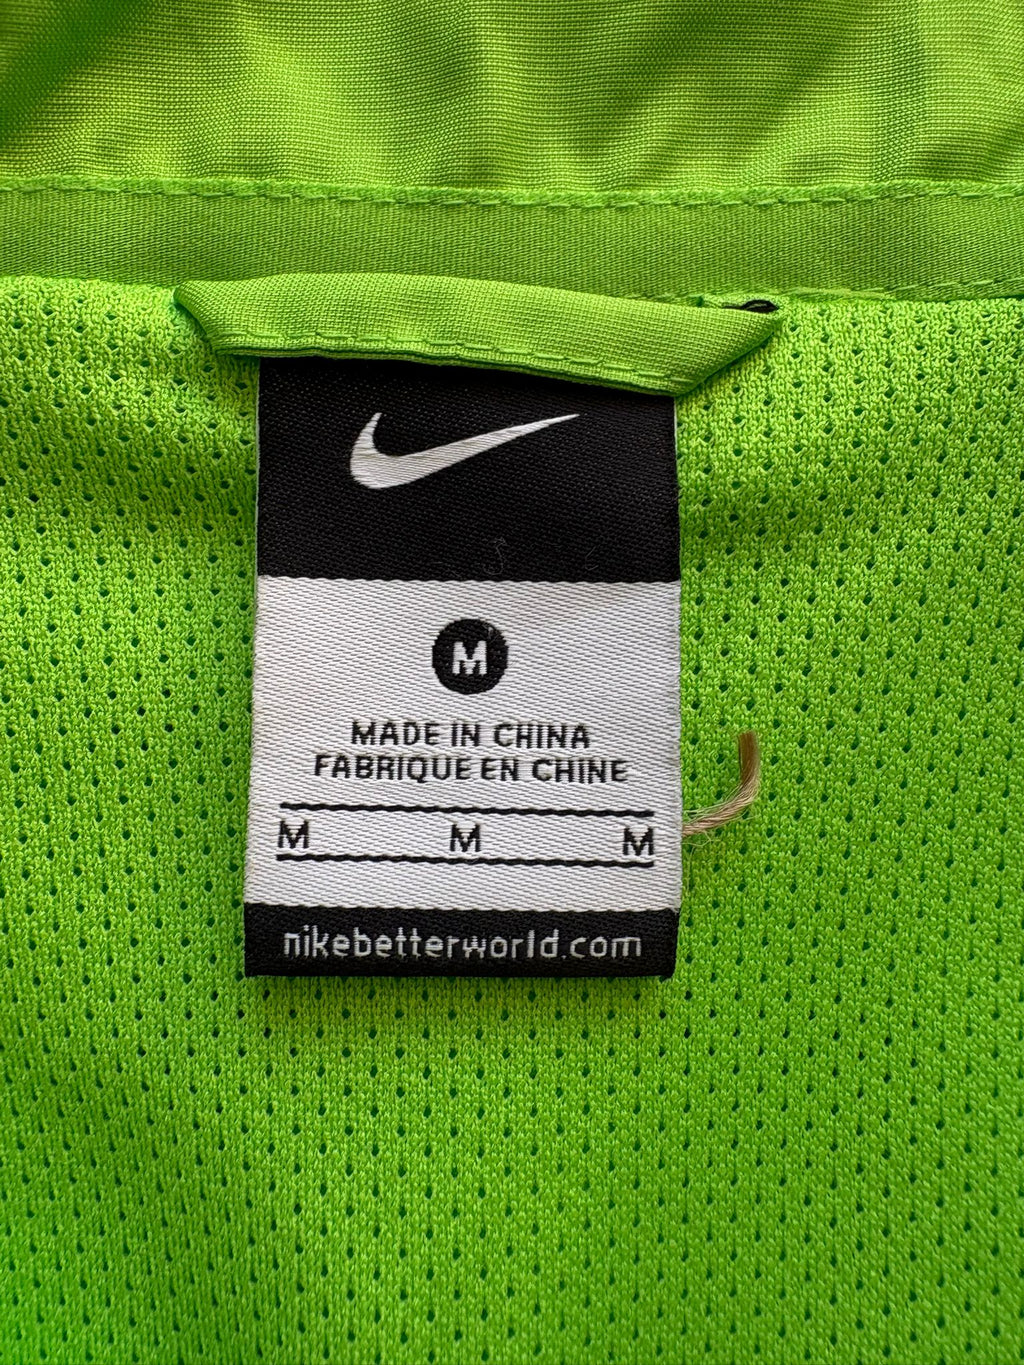 M
MADE IN CHINA
FABRIQUE EN CHINE
M M M
nikebetterworld.com